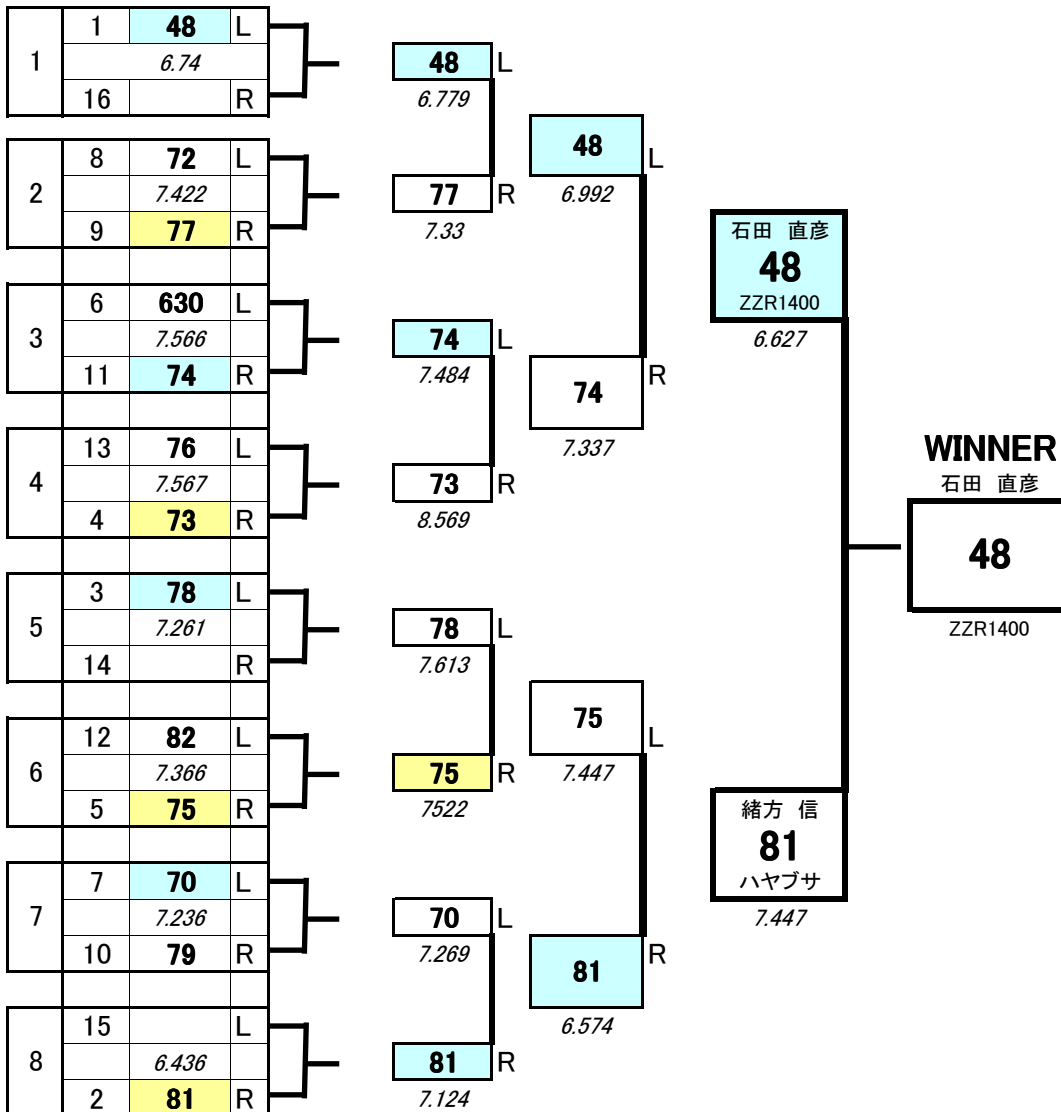 1 1 48 L
6.74
16 R
2 8 72 L
7.422
9 77 R
3 6 630 L
7.566
11 74 R
4 13 76 L
7.567
4 73 R
5 3 78 L
7.261
14 R
6 12 82 L
7.366
5 75 R
7 7 70 L
7.236
10 79 R
8 15 L
6.436
2 81 R
48 L
6.779
77 R
7.33
74 L
7.484
73 R
8.569
78 L
7.613
75 R
7522
70 L
7.269
81 R
7.124
48 L
6.992
74 R
7.337
75 L
7.447
81 R
6.574
石田 直彦
48
ZZR1400
6.627
緒方 信
81
ハヤブサ
7.447
WINNER
石田 直彦
48
ZZR1400